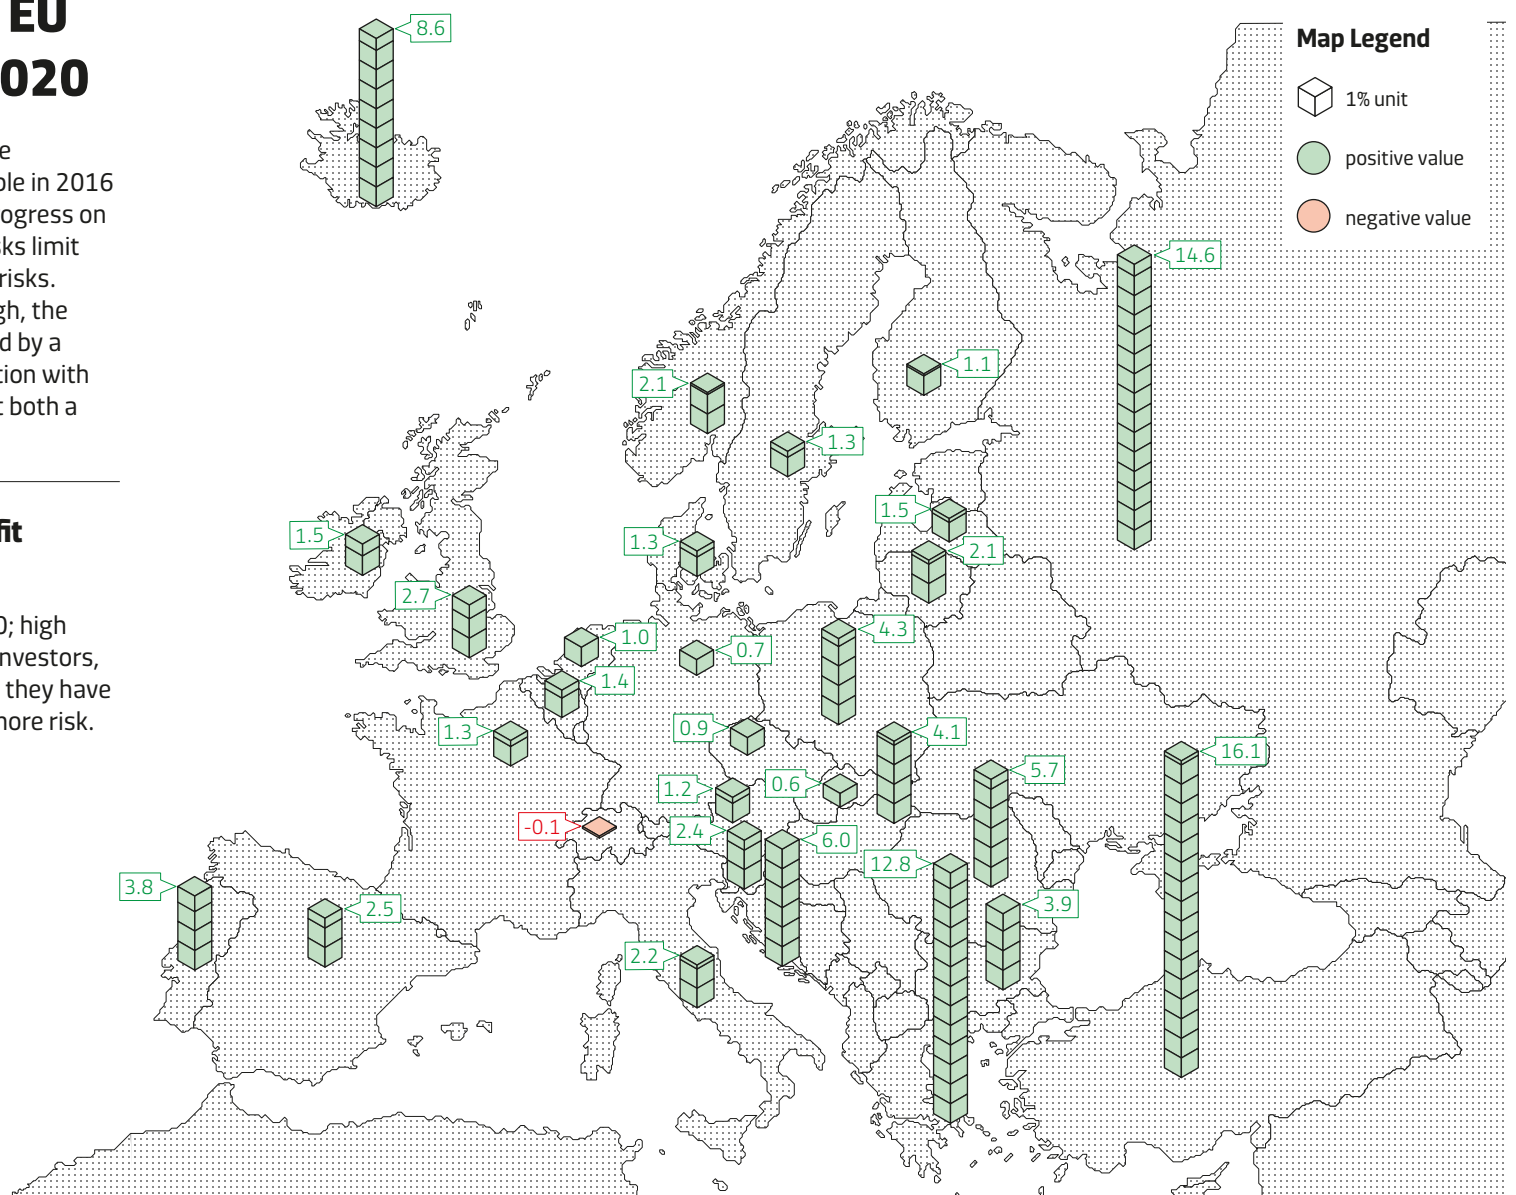 EU
020
e
ple in 2016
ogress on
sks limit
risks.
gh, the
d by a
tion with
t both a
fit
0; high
investors,
they have
more risk.
Map Legend
1% unit
positive value
negative value
8.6
14.6
1.1
2.1
1.3
1.5
1.5
1.3
2.1
2.7
4.3
1.0
0.7
1.4
1.3
0.9
4.1
16.1
5.7
1.2
0.6
-0.1
2.4
6.0
12.8
3.8
2.5
3.9
2.2